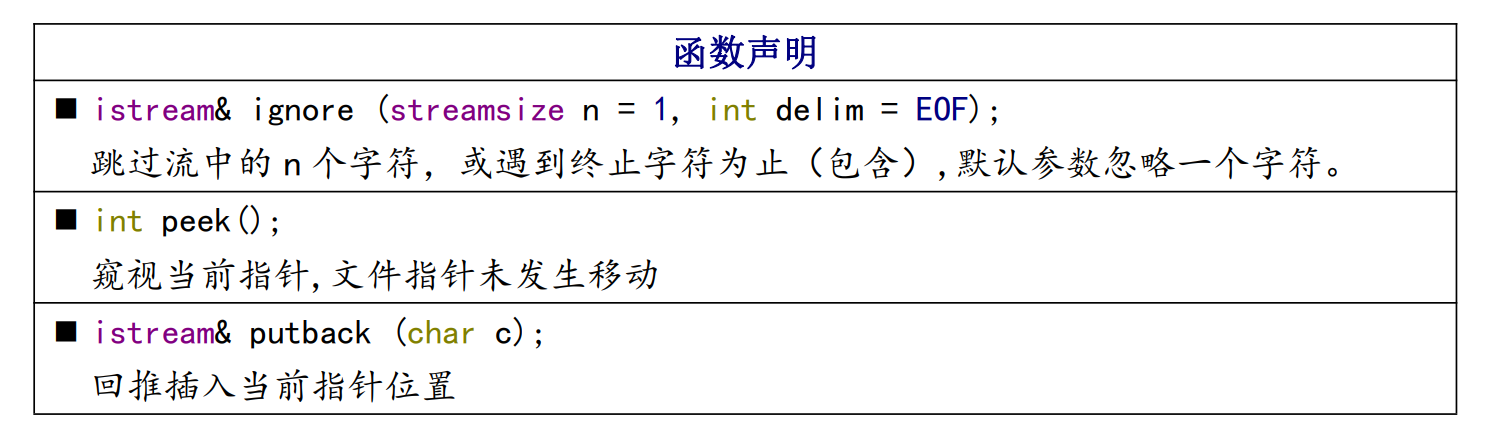 函数声明
■ istream& ignore (streamsize n = 1, int delim = EOF);
跳过流中的 n 个字符，或遇到终止字符为止（包含）,默认参数忽略一个字符。
■ int peek();
窥视当前指针,文件指针未发生移动
■ istream& putback (char c);
回推插入当前指针位置